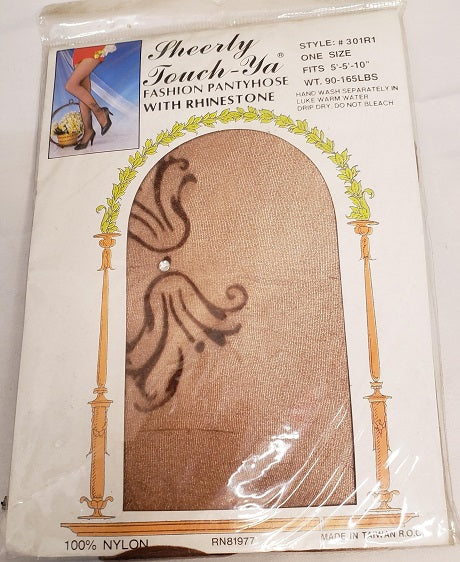 Sheerly
Touch-Ya®
FASHION PANTYHOSE
WITH RHINESTONE
STYLE: # 301R1
ONE SIZE
FITS 5'-5'-10"
WT. 90-165LBS
HAND WASH SEPARATELY IN
LUKE WARM WATER
DRIP DRY. DO NOT BLEACH
100% NYLON
RN81977
MADE IN TAIWAN R.O.C.